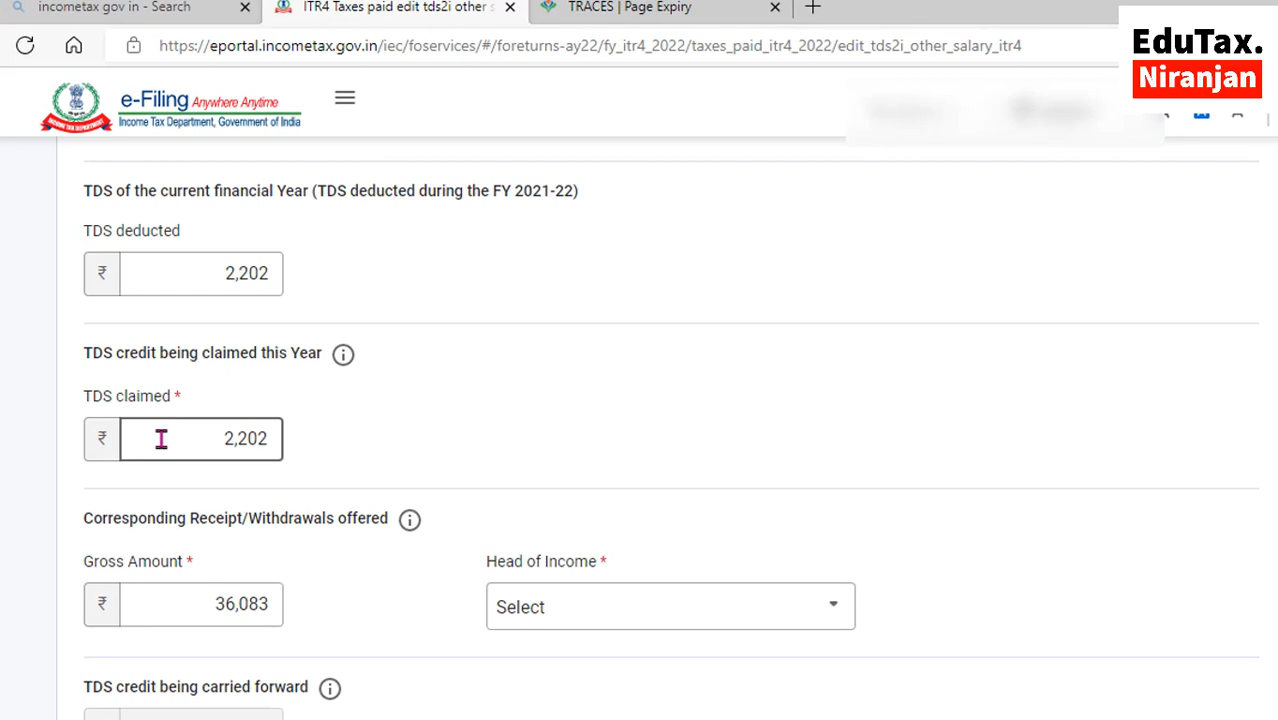 incometax gov in - Search
ITR4 Taxes paid edit tds2i other s
TRACES | Page Expiry
https://eportal.incometax.gov.in/iec/foservices/#/foreturns-ay22/fy_itr4_2022/taxes_paid_itr4_2022/edit_tds2i_other_salary_itr4
EduTax.
Niranjan
e-Filing Anywhere Anytime
Income Tax Department, Government of India
TDS of the current financial Year (TDS deducted during the FY 2021-22)
TDS deducted
₹ 2,202
TDS credit being claimed this Year
TDS claimed *
₹ 2,202
Corresponding Receipt/Withdrawals offered
Gross Amount * Head of Income *
₹ 36,083 Select
TDS credit being carried forward